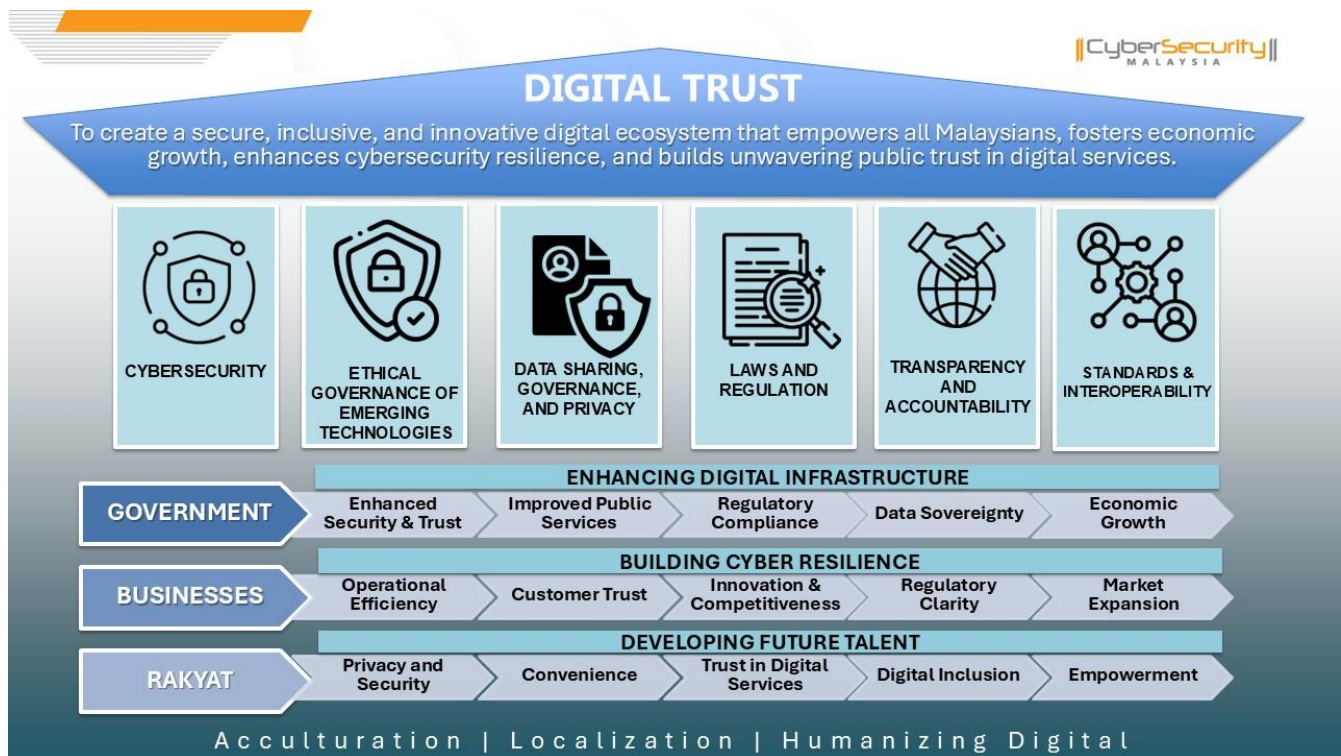 ||CyberSecurity||
MALAYSIA
DIGITAL TRUST
To create a secure, inclusive, and innovative digital ecosystem that empowers all Malaysians, fosters economic
growth, enhances cybersecurity resilience, and builds unwavering public trust in digital services.
CYBERSECURITY
ETHICAL
GOVERNANCE OF
EMERGING
TECHNOLOGIES
DATA SHARING,
GOVERNANCE,
AND PRIVACY
LAWS AND
REGULATION
TRANSPARENCY
AND
ACCOUNTABILITY
STANDARDS &
INTEROPERABILITY
ENHANCING DIGITAL INFRASTRUCTURE
GOVERNMENT
Enhanced
Security & Trust
Improved Public
Services
Regulatory
Compliance
Data Sovereignty
Economic
Growth
BUILDING CYBER RESILIENCE
BUSINESSES
Operational
Efficiency
Customer Trust
Innovation &
Competitiveness
Regulatory
Clarity
Market
Expansion
DEVELOPING FUTURE TALENT
RAKYAT
Privacy and
Security
Convenience
Trust in Digital
Services
Digital Inclusion
Empowerment
Acculturation | Localization | Humanizing Digital